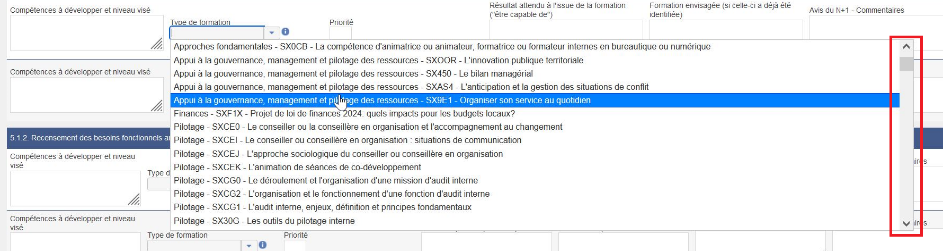 Compétences à développer et niveau visé
Type de formation
Priorité
Résultat attendu à l'issue de la formation
("être capable de")
Formation envisagée (si celle-ci a déjà été
identifiée)
Avis du N+1 - Commentaires
Compétences à développer et niveau visé
Approches fondamentales - SX0CB - La compétence d'animatrice ou animateur, formatrice ou formateur internes en bureautique ou numérique
Appui à la gouvernance, management et pilotage des ressources - SXOOR - L'innovation publique territoriale
Appui à la gouvernance, management et pilotage des ressources - SX450 - Le bilan managérial
Appui à la gouvernance, management et pilotage des ressources - SXAS4 - L'anticipation et la gestion des situations de conflit
Appui à la gouvernance, management et pilotage des ressources - SX9E1 - Organiser son service au quotidien
Finances - SXF1X - Projet de loi de finances 2024: quels impacts pour les budgets locaux?
Pilotage - SXCE0 - Le conseiller ou la conseillère en organisation et l'accompagnement au changement
Pilotage - SXCEI - Le conseiller ou conseillère en organisation : situations de communication
Pilotage - SXCEJ - L'approche sociologique du conseiller ou conseillère en organisation
Pilotage - SXCEK - L'animation de séances de co-développement
Pilotage - SXCG0 - Le déroulement et l'organisation d'une mission d'audit interne
Pilotage - SXCG2 - L'organisation et le fonctionnement d'une fonction d'audit interne
Pilotage - SXCG1 - L'audit interne, enjeux, définition et principes fondamentaux
Pilotage - SX30G - Les outils du pilotage interne
5.1.2. Recensement des besoins fonctionnels
Compétences à développer et niveau
visé
Type d
aires
Compétences à développer et niveau
visé
aires
Type de formation
Priorité